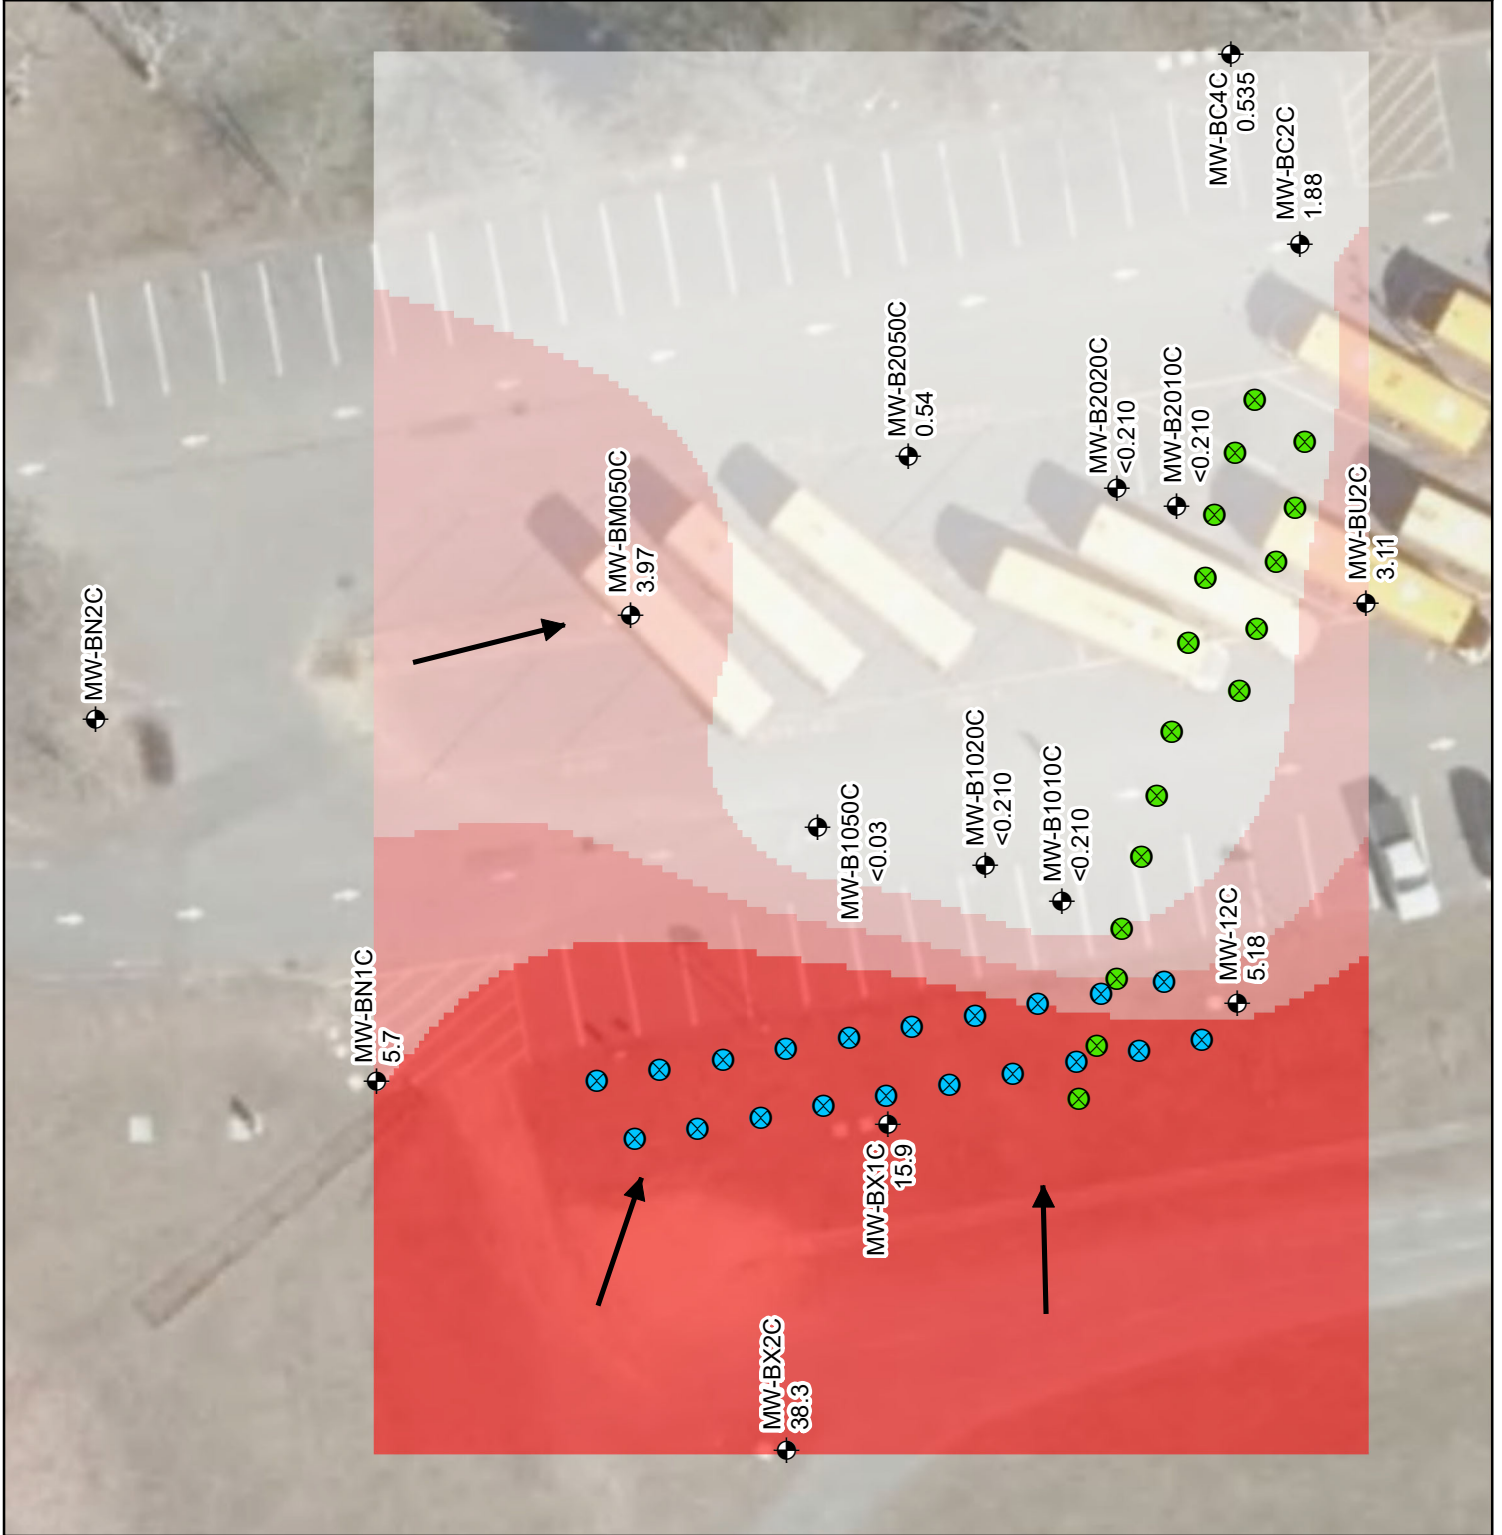 MW-BN2C
MW-BN1C
5.7
MW-BX2C
38.3
MW-BM050C
3.97
MW-B1050C
<0.03
MW-BX1C
15.9
MW-B2050C
0.54
MW-B1020C
<0.210
MW-B1010C
<0.210
MW-B2020C
<0.210
MW-B2010C
<0.210
MW-BC4C
0.535
MW-12C
5.18
MW-BC2C
1.88
MW-BU2C
3.11